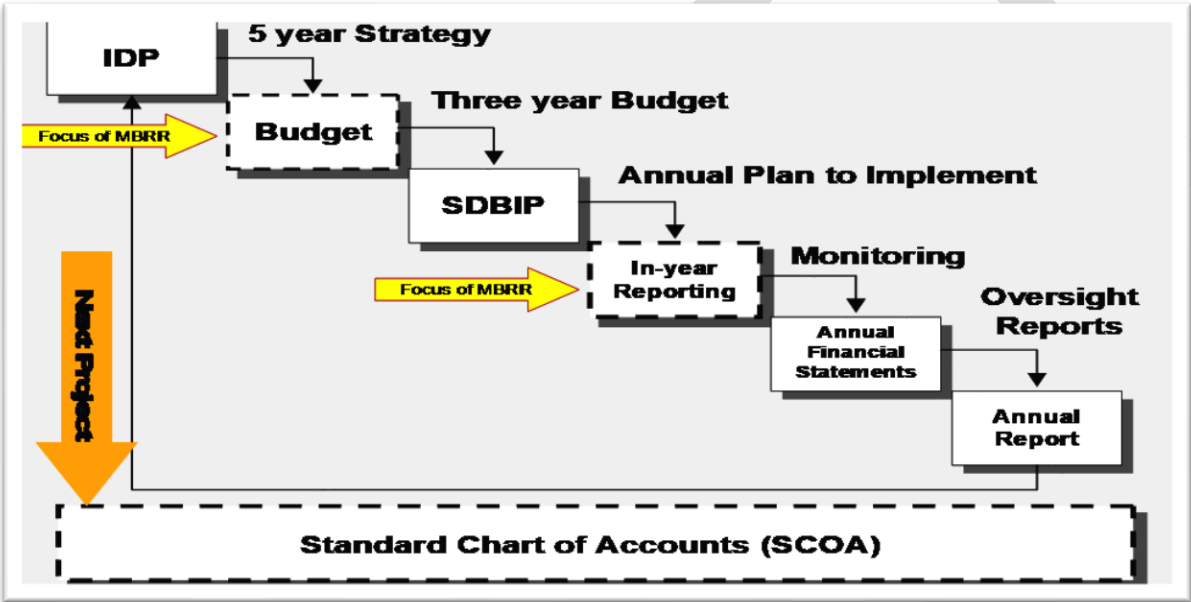 5 year Strategy
IDP
Three year Budget
Budget
Focus of MBRR
Annual Plan to Implement
SDBIP
Monitoring
In-year
Reporting
Focus of MBRR
Oversight
Reports
Annual
Financial
Statements
Annual
Report
Next Project
Standard Chart of Accounts (SCOA)